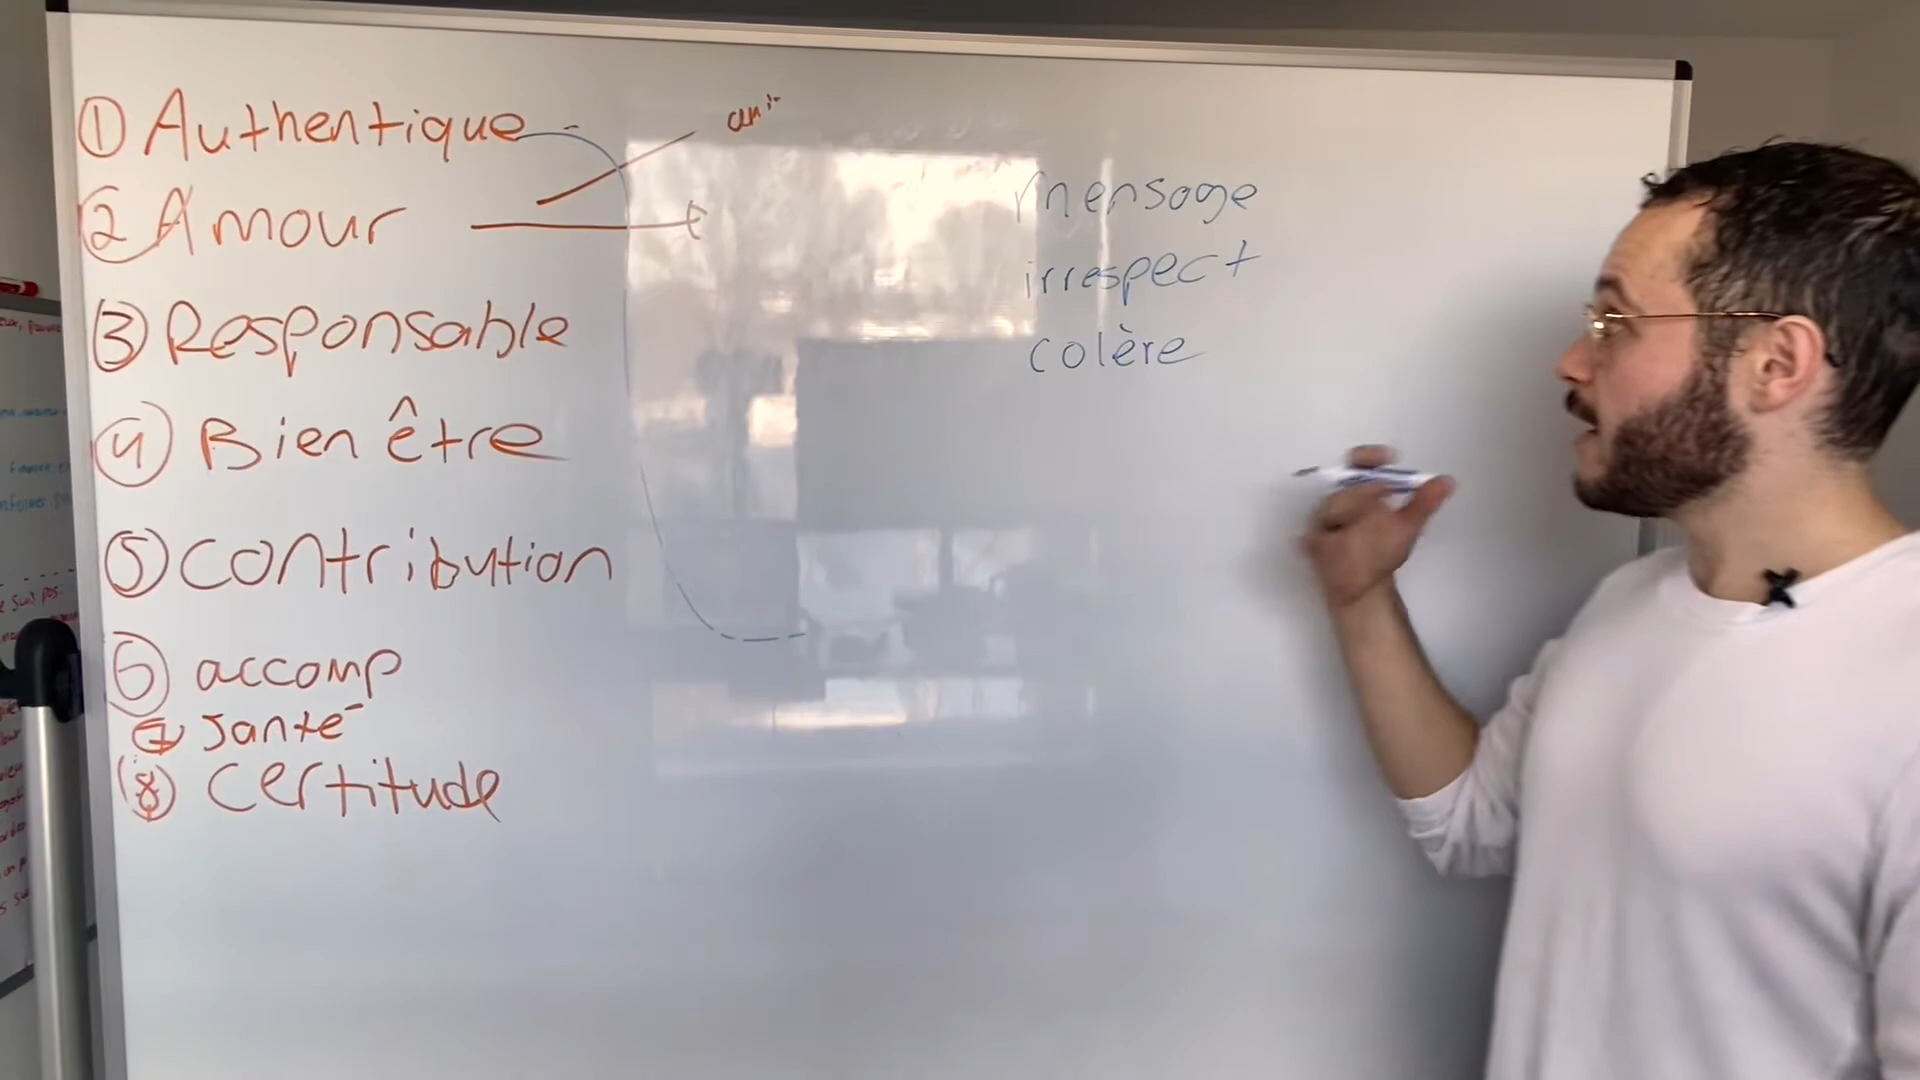 ① Authentique
② Amour
③ Responsable
④ Bien être
⑤ contribution
⑥ accomp
⑦ santé
⑧ certitude
mensoge
irrespect
colère